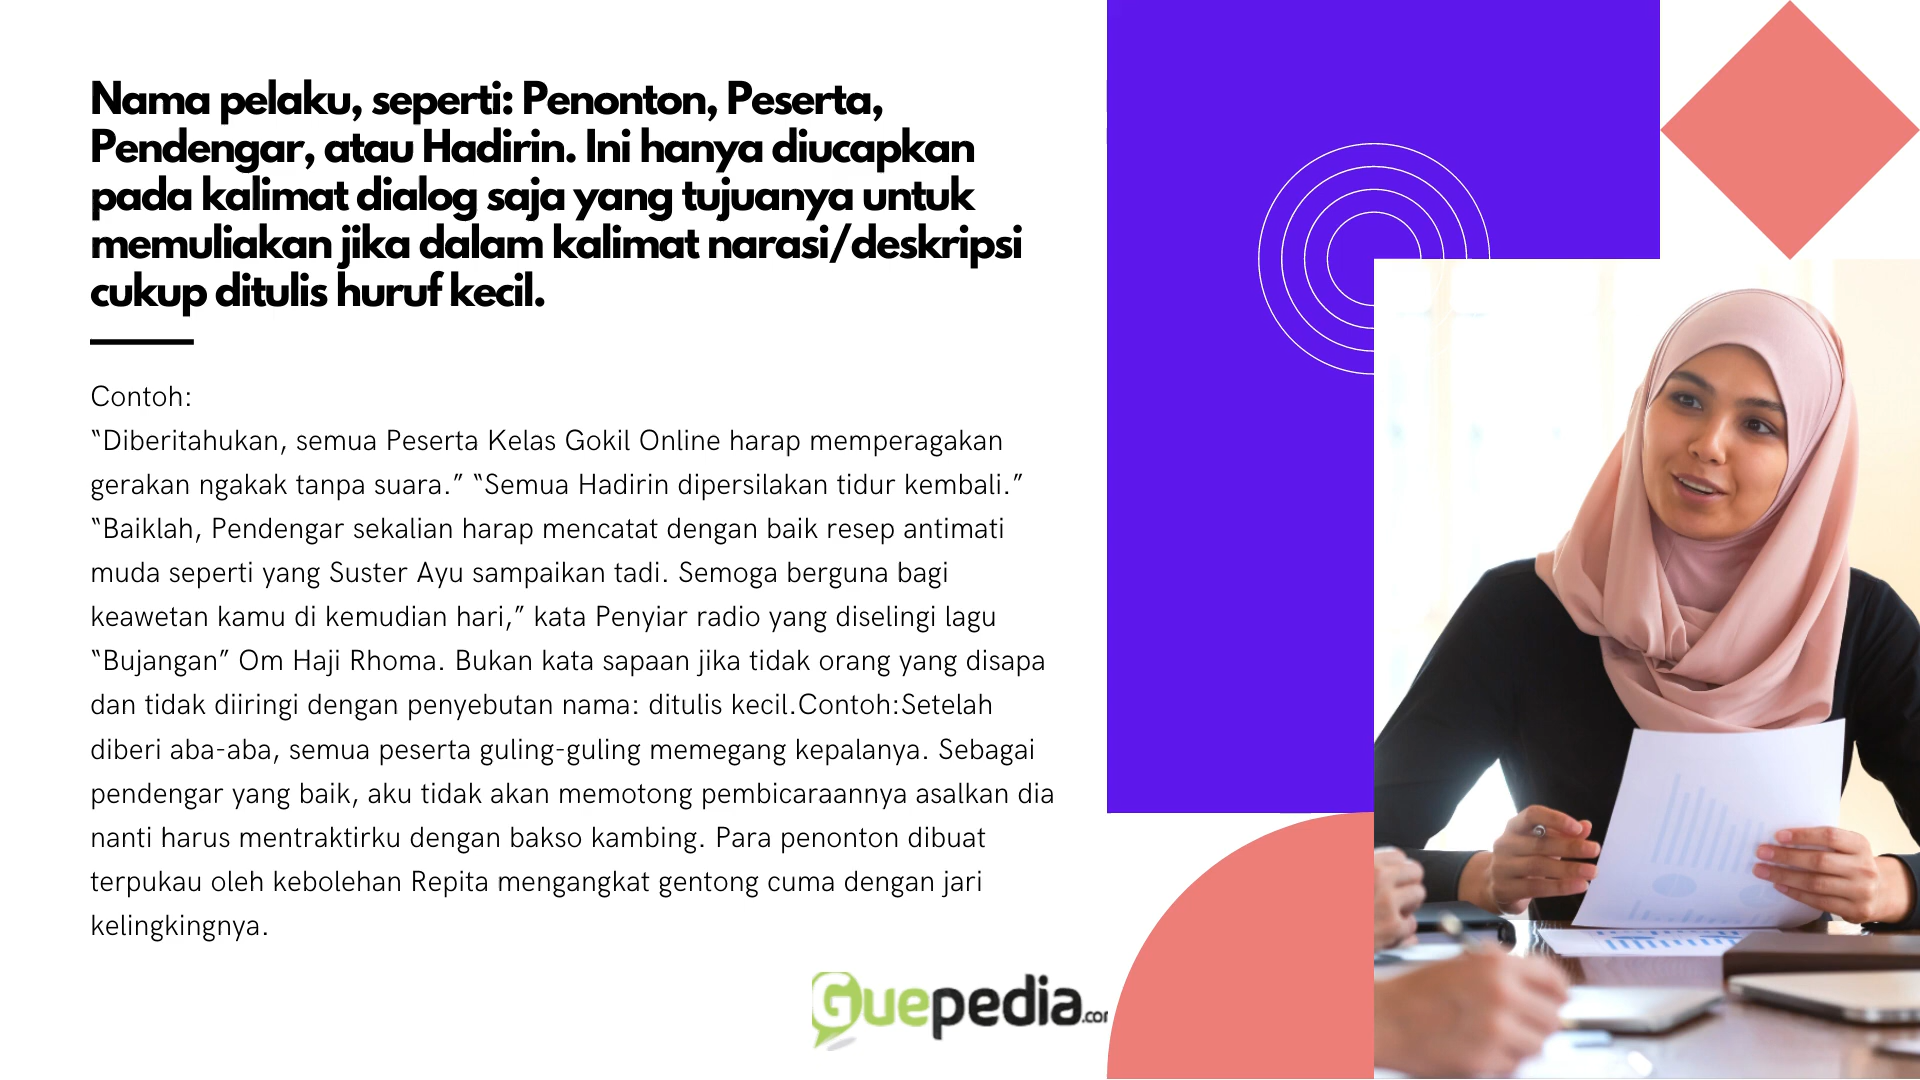 Nama pelaku, seperti: Penonton, Peserta,
Pendengar, atau Hadirin. Ini hanya diucapkan
pada kalimat dialog saja yang tujuanya untuk
memuliakan jika dalam kalimat narasi/deskripsi
cukup ditulis huruf kecil.
Contoh:
“Diberitahukan, semua Peserta Kelas Gokil Online harap memperagakan
gerakan ngakak tanpa suara.” “Semua Hadirin dipersilakan tidur kembali.”
“Baiklah, Pendengar sekalian harap mencatat dengan baik resep antimati
muda seperti yang Suster Ayu sampaikan tadi. Semoga berguna bagi
keawetan kamu di kemudian hari,” kata Penyiar radio yang diselingi lagu
“Bujangan” Om Haji Rhoma. Bukan kata sapaan jika tidak orang yang disapa
dan tidak diiringi dengan penyebutan nama: ditulis kecil.Contoh:Setelah
diberi aba-aba, semua peserta guling-guling memegang kepalanya. Sebagai
pendengar yang baik, aku tidak akan memotong pembicaraannya asalkan dia
nanti harus mentraktirku dengan bakso kambing. Para penonton dibuat
terpukau oleh kebolehan Repita mengangkat gentong cuma dengan jari
kelingkingnya.
Guepedia.com